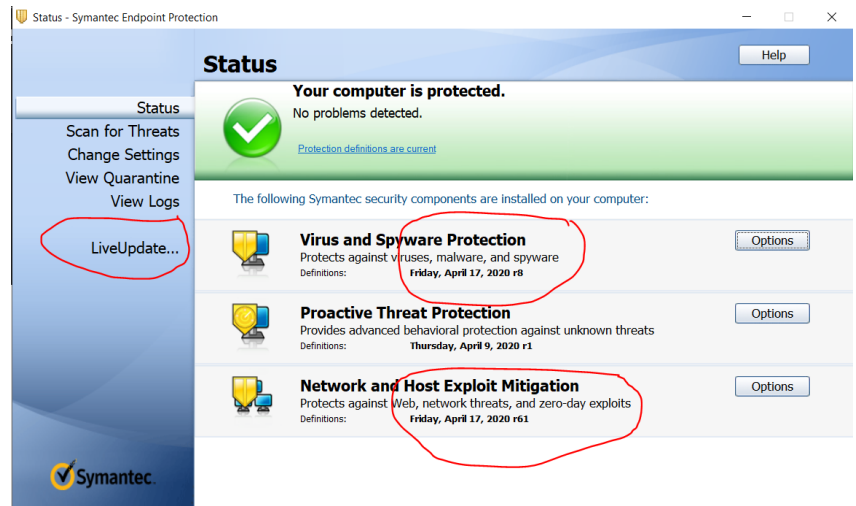 Status - Symantec Endpoint Protection
Status
Help
Status
Scan for Threats
Change Settings
View Quarantine
View Logs
LiveUpdate...
Your computer is protected.
No problems detected.
Protection definitions are current
The following Symantec security components are installed on your computer:
Virus and Spyware Protection
Protects against viruses, malware, and spyware
Definitions: Friday, April 17, 2020 r8
Options
Proactive Threat Protection
Provides advanced behavioral protection against unknown threats
Definitions: Thursday, April 9, 2020 r1
Options
Network and Host Exploit Mitigation
Protects against Web, network threats, and zero-day exploits
Definitions: Friday, April 17, 2020 r61
Options
Symantec.